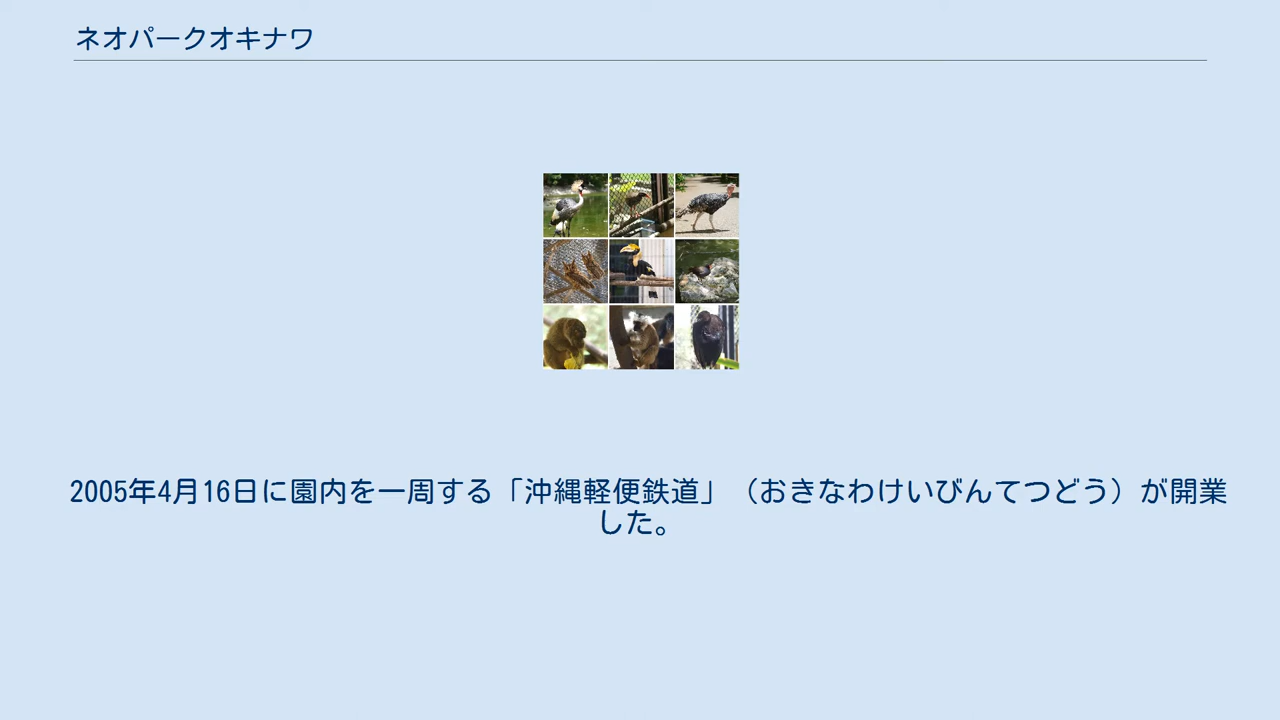 ネオパークオキナワ
2005年4月16日に園内を一周する「沖縄軽便鉄道」（おきなわけいびんてつどう）が開業
した。